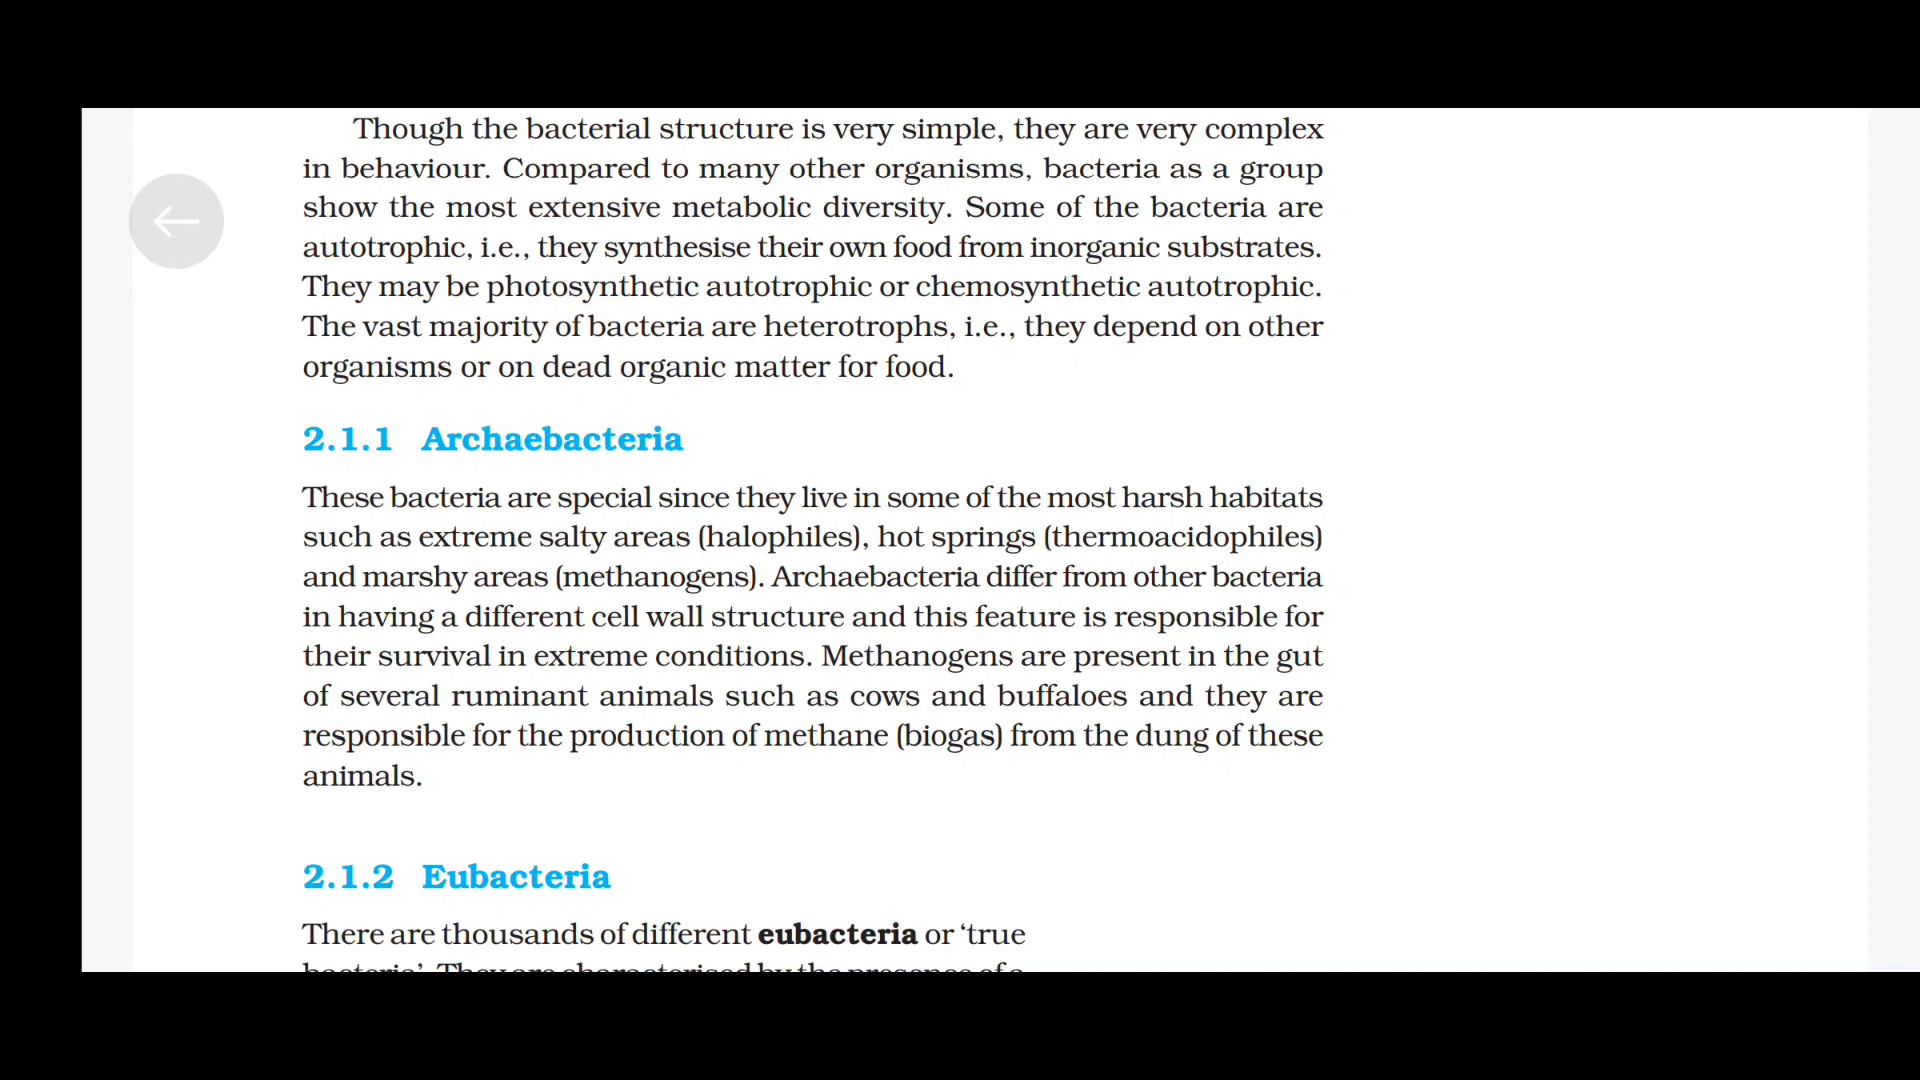 Though the bacterial structure is very simple, they are very complex
in behaviour. Compared to many other organisms, bacteria as a group
show the most extensive metabolic diversity. Some of the bacteria are
autotrophic, i.e., they synthesise their own food from inorganic substrates.
They may be photosynthetic autotrophic or chemosynthetic autotrophic.
The vast majority of bacteria are heterotrophs, i.e., they depend on other
organisms or on dead organic matter for food.
2.1.1 Archaebacteria
These bacteria are special since they live in some of the most harsh habitats
such as extreme salty areas (halophiles), hot springs (thermoacidophiles)
and marshy areas (methanogens). Archaebacteria differ from other bacteria
in having a different cell wall structure and this feature is responsible for
their survival in extreme conditions. Methanogens are present in the gut
of several ruminant animals such as cows and buffaloes and they are
responsible for the production of methane (biogas) from the dung of these
animals.
2.1.2 Eubacteria
There are thousands of different eubacteria or ‘true
bacteria’. They are characterised by the presence of a